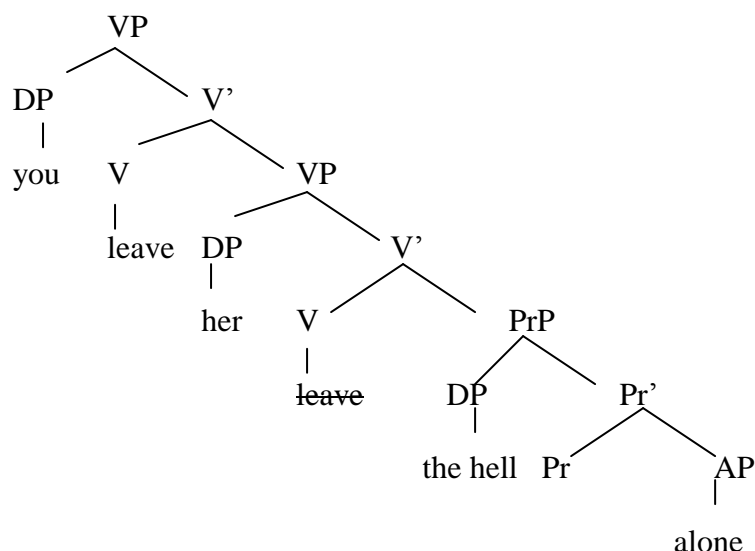 VP
DP V’
you V VP
leave DP V’
her V PrP
leave DP Pr’
the hell Pr AP
alone